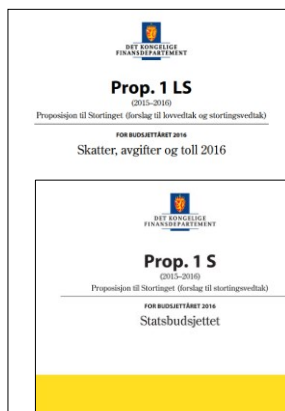 DET KONGELIGE
FINANSDEPARTEMENT
Prop. 1 LS
(2015–2016)
Proposisjon til Stortinget (forslag til lovvedtak og stortingsvedtak)
FOR BUDSJETTÅRET 2016
Skatter, avgifter og toll 2016
DET KONGELIGE
FINANSDEPARTEMENT
Prop. 1 S
(2015–2016)
Proposisjon til Stortinget (forslag til stortingsvedtak)
FOR BUDSJETTÅRET 2016
Statsbudsjettet